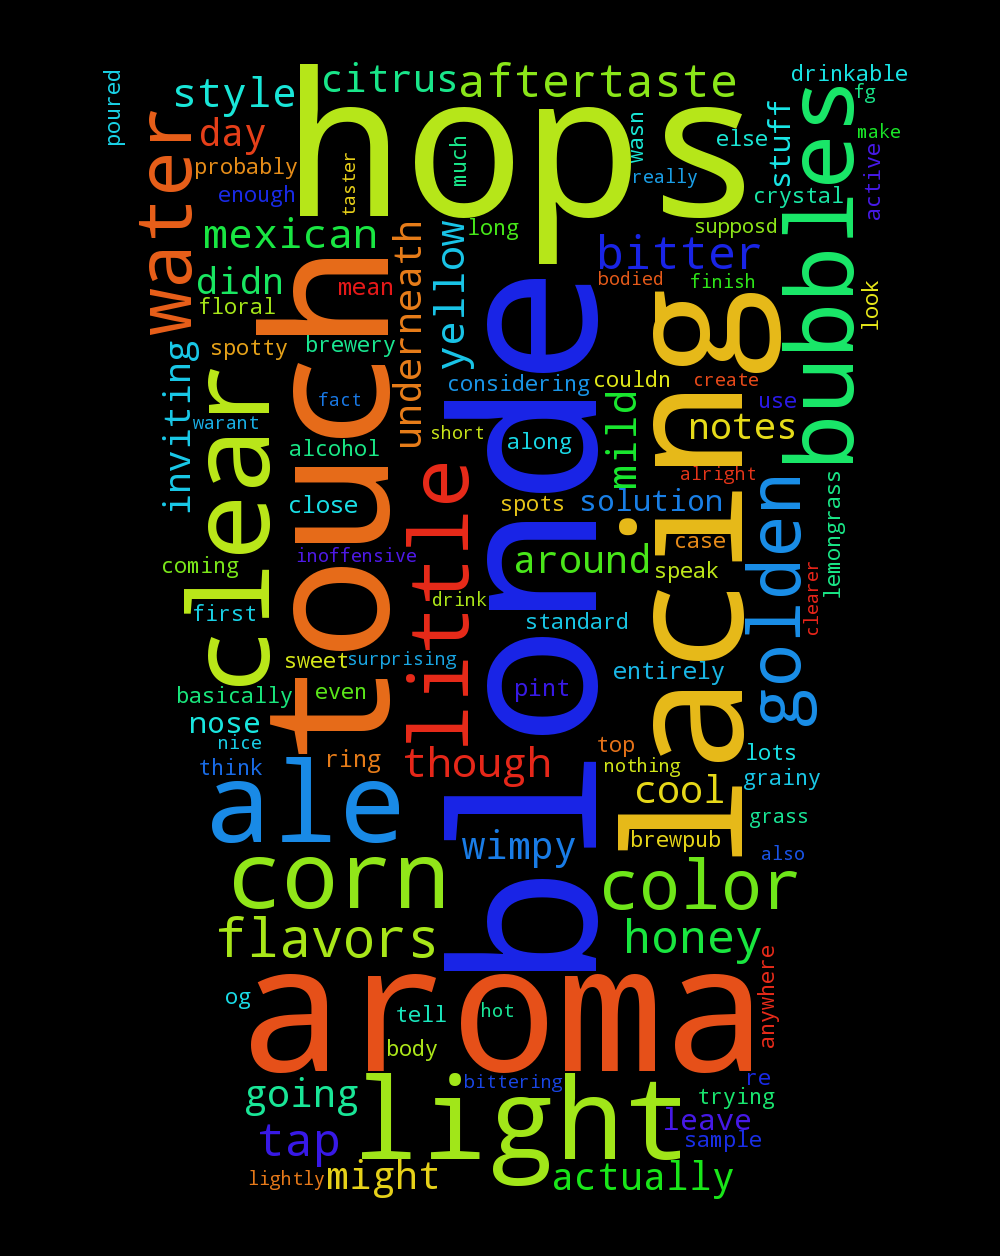 poured
style
citrus
aftertaste
drinkable
fg
hops
water
day
probably
enough
taster
much
wasn
really
else
stuff
make
active
crystal
bubbles
mexican
long
supposd
bitter
didn
floral
mean
touch
underneath
yellow
bodied
finish
look
spotty
brewery
inviting
warant
clear
fact
considering
couldn
create
use
blonde
lacing
alcohol
short
along
mild
notes
alright
close
little
spots
solution
golden
lemongrass
inoffensive
around
case
speak
clearer
coming
first
drink
standard
sweet
surprising
entirely
basically
even
pint
nose
nice
think
ring
though
top
nothing
lots
grainy
cool
grass
ale
wimpy
brewpub
also
corn
color
flavors
honey
anywhere
aroma
og
tell
hot
body
bittering
re
going
light
trying
leave
sample
tap
lightly
might
actually